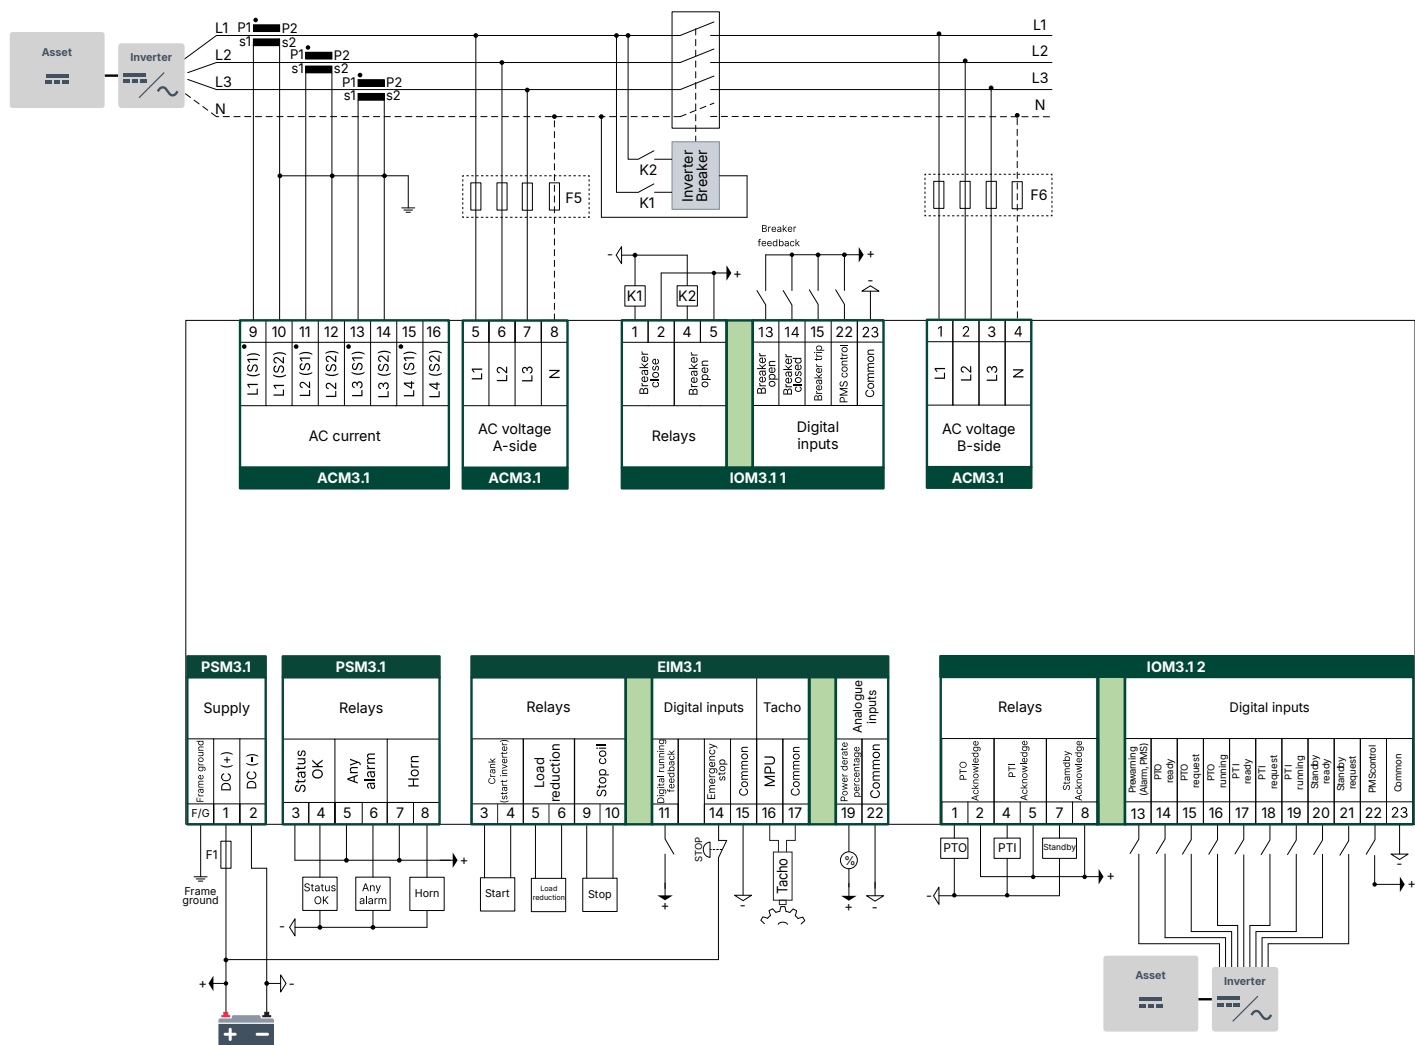 L1 P1 P2 L1
s1 s2
Asset Inverter L2 P1 P2 L2
s1 s2
L3 P1 P2 L3
s1 s2
N N
K2
K1
Inverter
Breaker
F5
F6
Breaker
feedback
- + + -
K1 K2
9 10 11 12 13 14 15 16
L1 (S1) L1 (S2) L2 (S1) L2 (S2) L3 (S1) L3 (S2) L4 (S1) L4 (S2)
AC current
ACM3.1
5 6 7 8
L1 L2 L3 N
AC voltage
A-side
ACM3.1
1 2 4 5
Breaker
close
Breaker
open
Relays
13 14 15 22 23
Breaker
open
Breaker
closed
Breaker trip
PMS control
Common
Digital
inputs
IOM3.1 1
1 2 3 4
L1 L2 L3 N
AC voltage
B-side
ACM3.1
PSM3.1
Supply
Frame ground
DC (+)
DC (-)
F/G 1 2
F1
Frame
ground
+ -
+ −
PSM3.1
Relays
Status
OK
Any
alarm
Horn
3 4 5 6 7 8
+
Status
OK
Any
alarm
Horn
-
EIM3.1
Relays
Crank
(start inverter)
Load
reduction
Stop coil
3 4 5 6 9 10
Start
Load
reduction
Stop
Digital inputs
Digital running
feedback
Emergency
stop
Common
11 14 15
STOP
+ -
Tacho
MPU
Common
16 17
Tacho
Analogue
inputs
Power derate
percentage
Common
19 22
%
+ -
IOM3.1 2
Relays
PTO
Acknowledge
PTI
Acknowledge
Standby
Acknowledge
1 2 4 5 7 8
PTO PTI Standby
+
-
Digital inputs
Prewarning
(Alarm, PMS)
PTO
ready
PTO
request
PTO
running
PTI
ready
PTI
request
PTI
running
Standby
ready
Standby
request
PMS control
Common
13 14 15 16 17 18 19 20 21 22 23
-
+
Asset Inverter